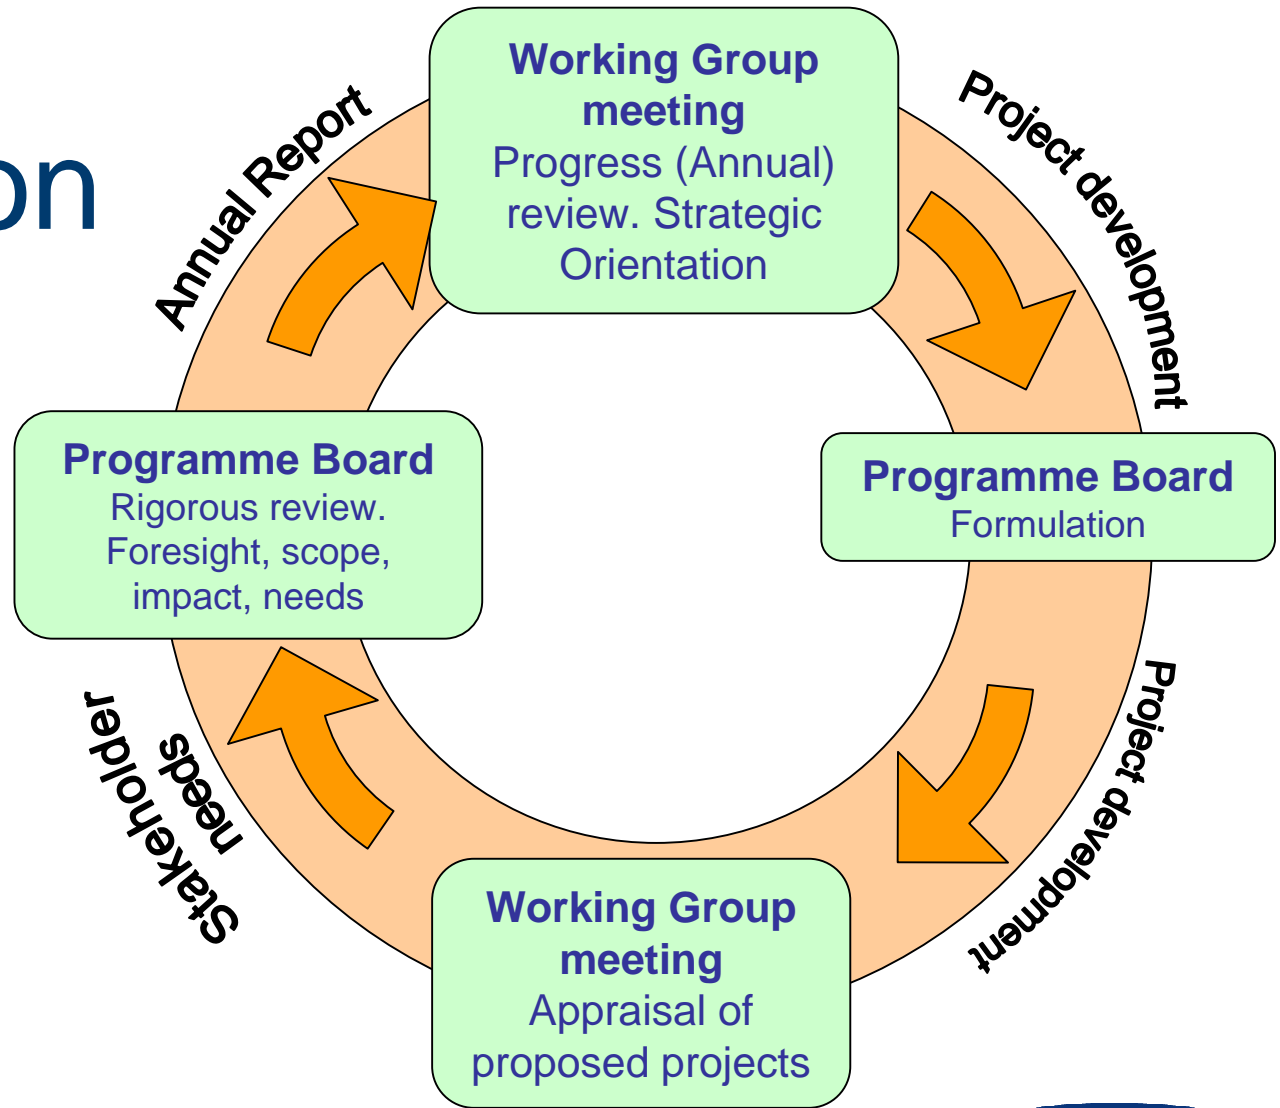 on
Working Group
meeting
Progress (Annual)
review. Strategic
Orientation
Annual Report
Project development
Programme Board
Rigorous review.
Foresight, scope,
impact, needs
Programme Board
Formulation
Stakeholder
needs
Project development
Working Group
meeting
Appraisal of
proposed projects